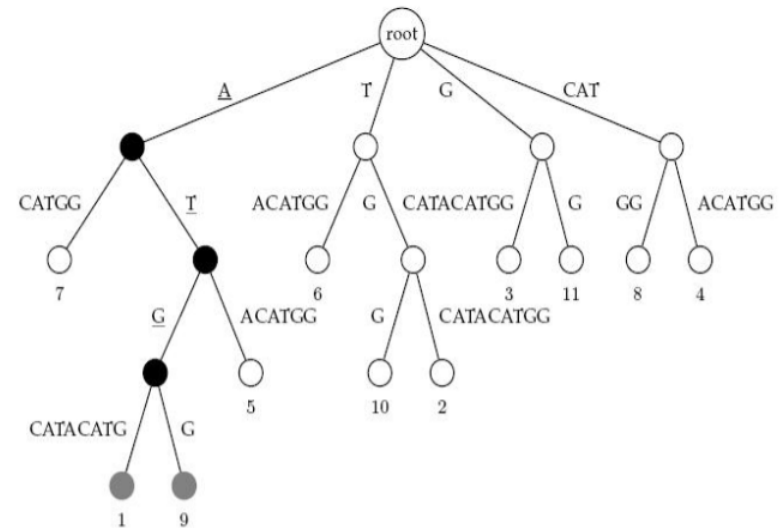 root
A T G CAT
CATGG T ACATGG G CATACATGG G GG ACATGG
7 6 3 11 8 4
G ACATGG G CATACATGG
5 10 2
CATACATG G
1 9